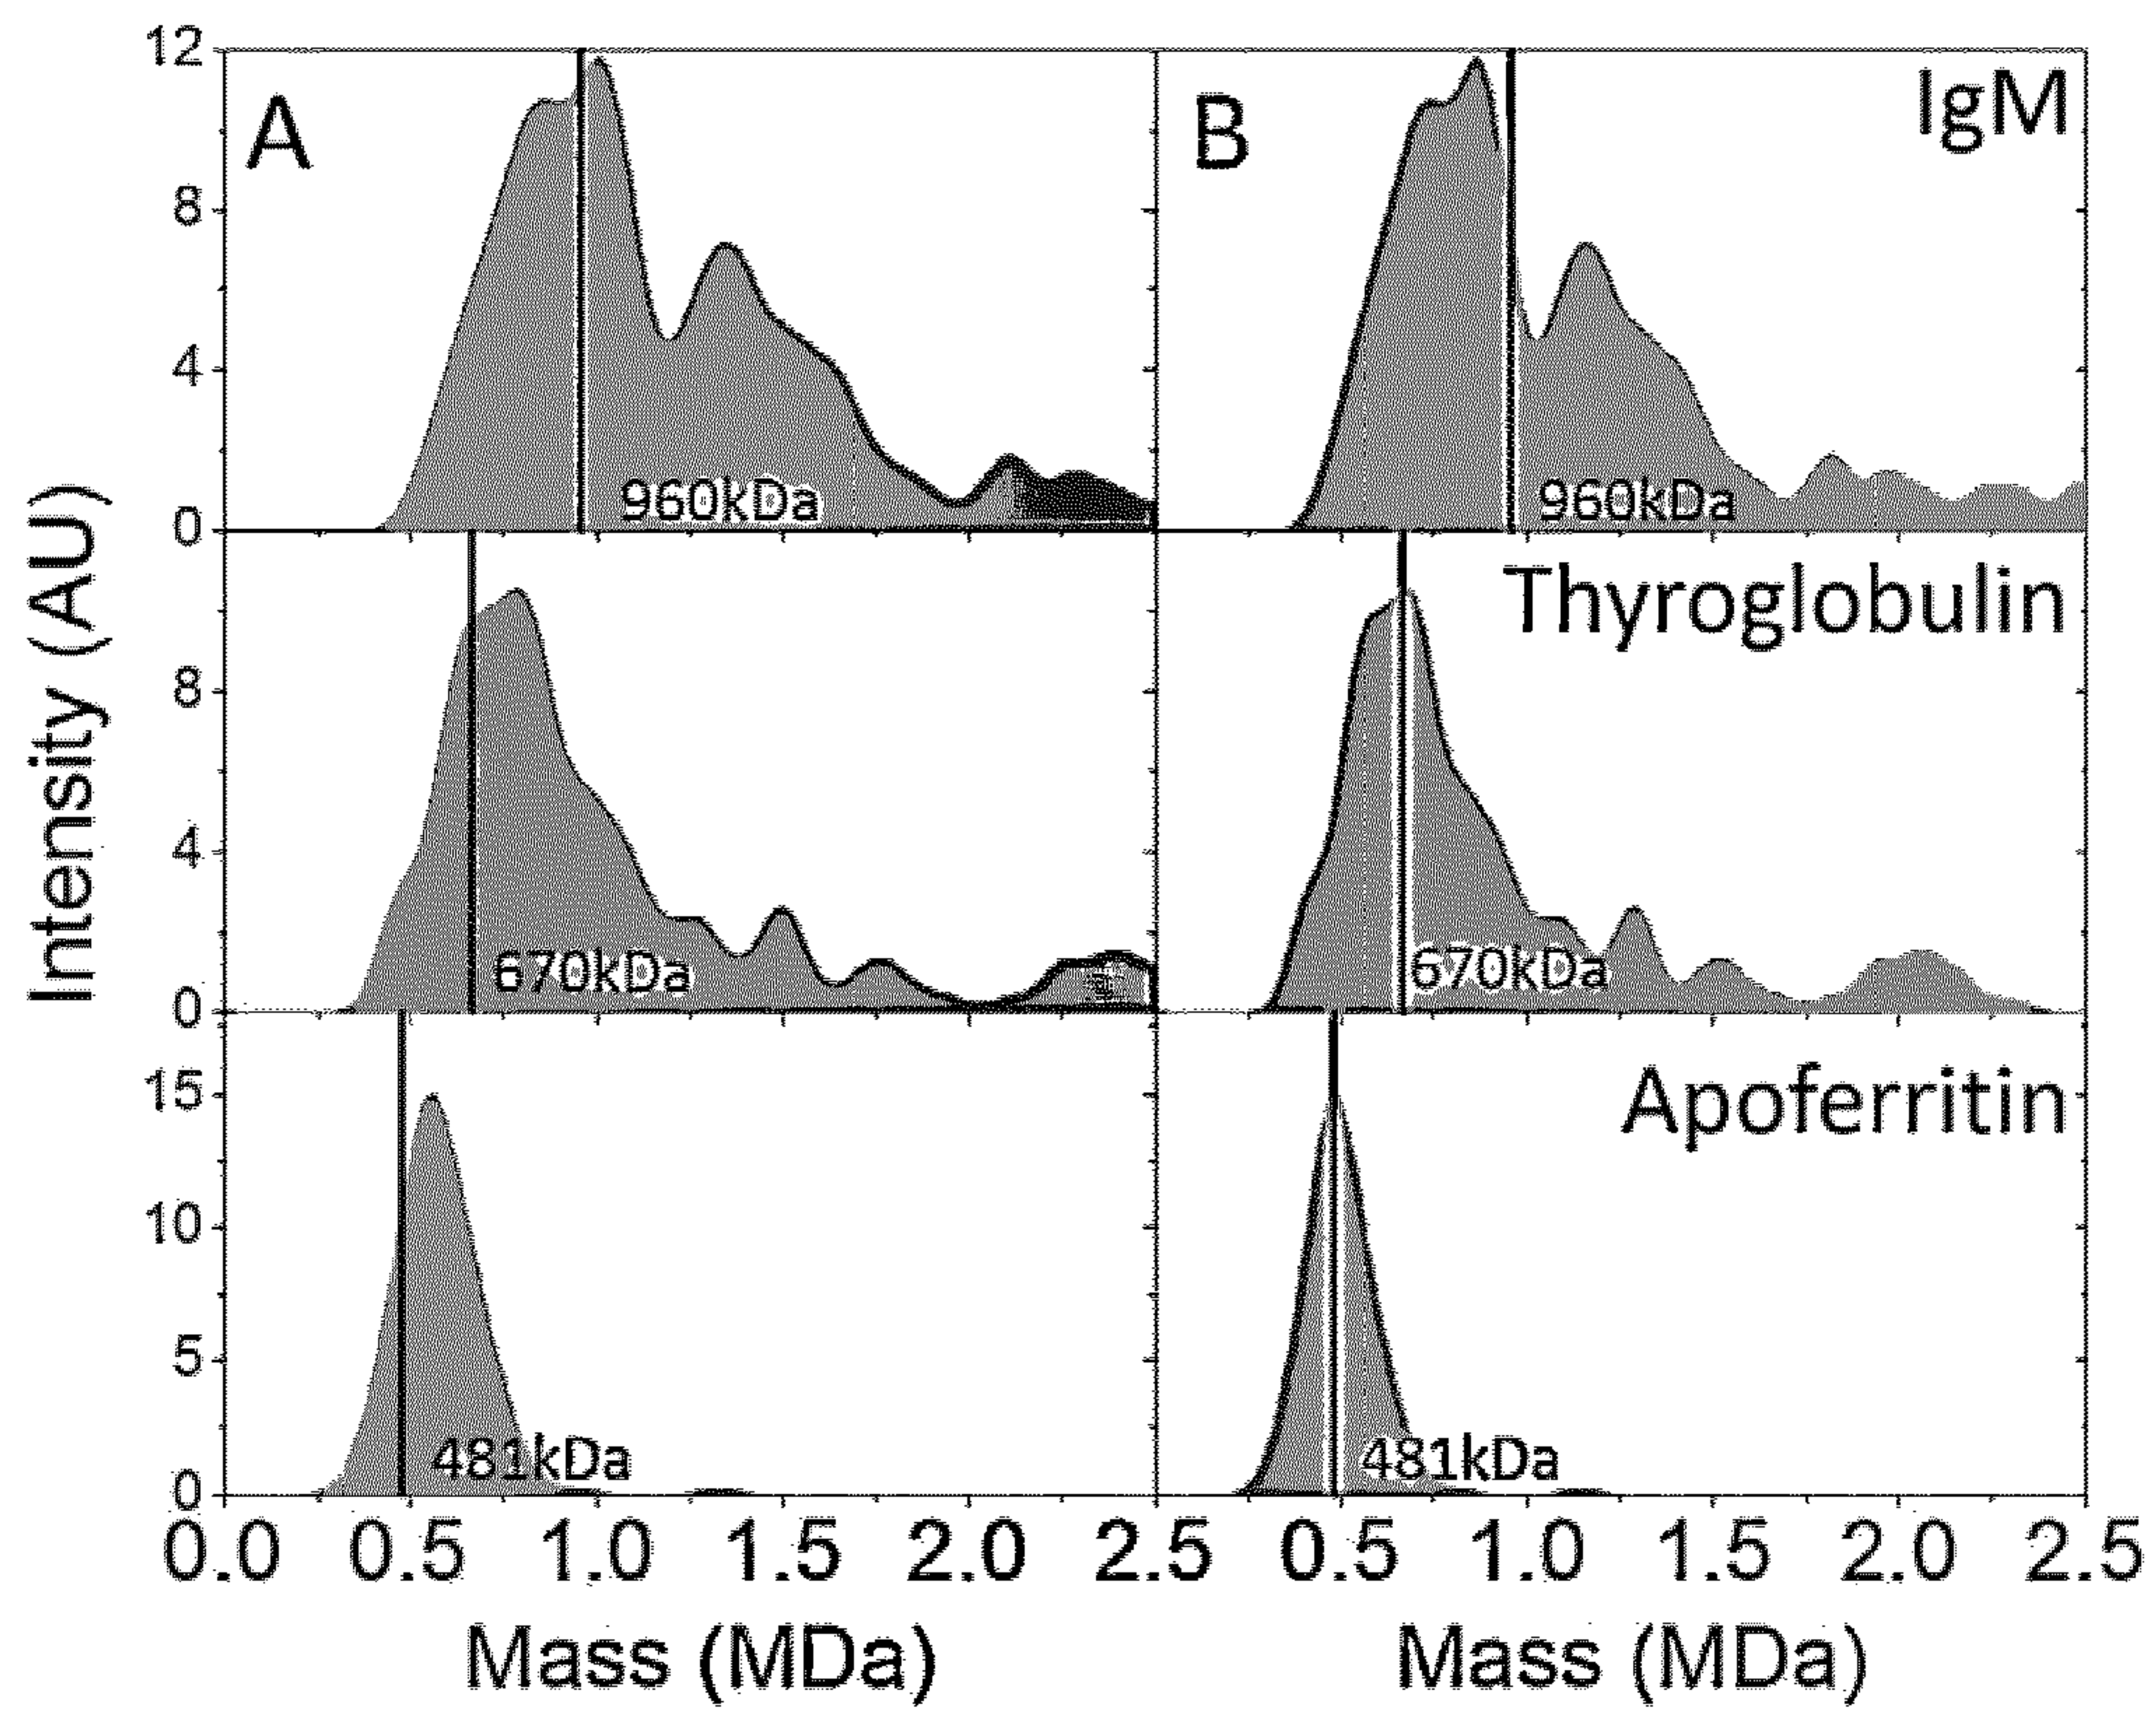 12
8
4
0
A
960kDa
B
IgM
960kDa
Intensity (AU)
8
4
0
670kDa
Thyroglobulin
670kDa
15
10
5
0
481kDa
Apoferritin
481kDa
0.0 0.5 1.0 1.5 2.0 2.5 0.5 1.0 1.5 2.0 2.5
Mass (MDa) Mass (MDa)